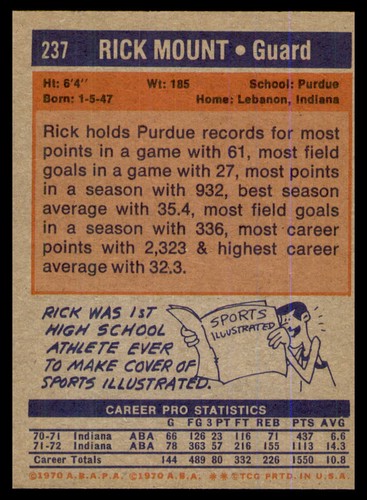 237 RICK MOUNT • Guard
Ht: 6'4" Wt: 185 School: Purdue
Born: 1-5-47 Home: Lebanon, Indiana
Rick holds Purdue records for most
points in a game with 61, most field
goals in a game with 27, most points
in a season with 932, best season
average with 35.4, most field goals
in a season with 336, most career
points with 2,323 & highest career
average with 32.3.
RICK WAS 1ST
HIGH SCHOOL
ATHLETE EVER
TO MAKE COVER OF
SPORTS ILLUSTRATED.
SPORTS
ILLUSTRATED
CAREER PRO STATISTICS
G FG 3 PT FT REB PTS AVG
70-71 Indiana ABA 66 126 23 116 71 437 6.6
71-72 Indiana ABA 78 363 57 216 155 1113 14.3
Career Totals 144 489 80 332 226 1550 10.8
©1970 A.B.A.P.A. ©1970 A.B.A. ✱ ✱ ©T.C.G. PRTD. IN U.S.A.